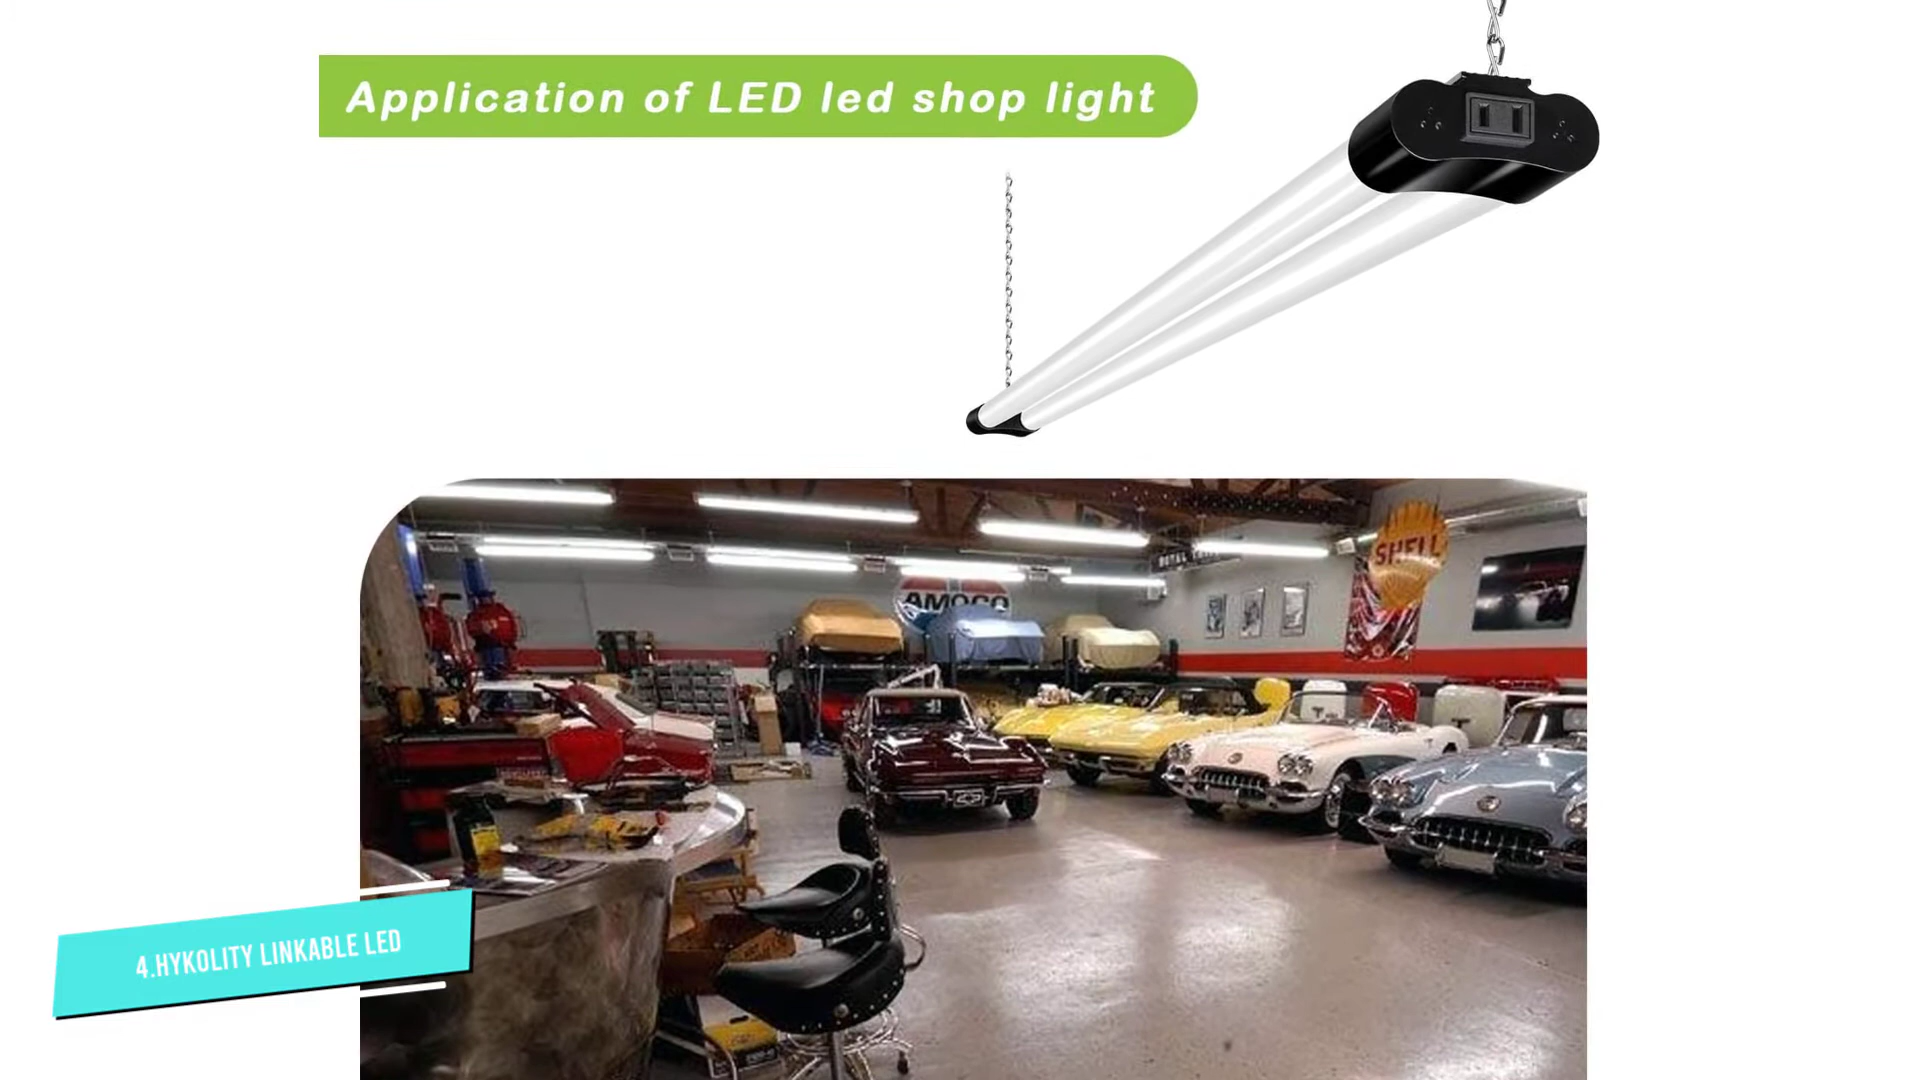 Application of LED led shop light
SHELL
AMOCO
4.HYKOLITY LINKABLE LED